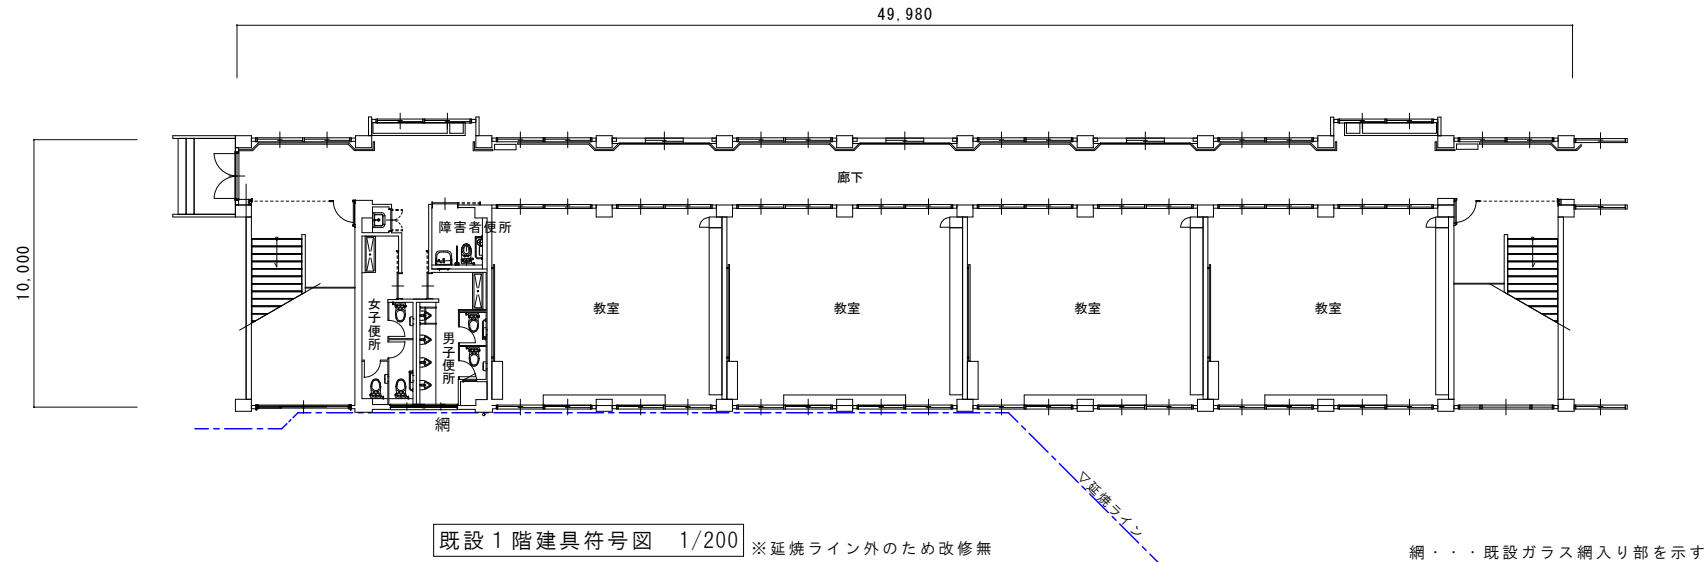 49,980
10,000
廊下
障害者便所
女子便所
男子便所
教室
教室
教室
教室
網
▽延焼ライン
既設1階建具符号図 1/200
※延焼ライン外のため改修無
網・・・既設ガラス網入り部を示す